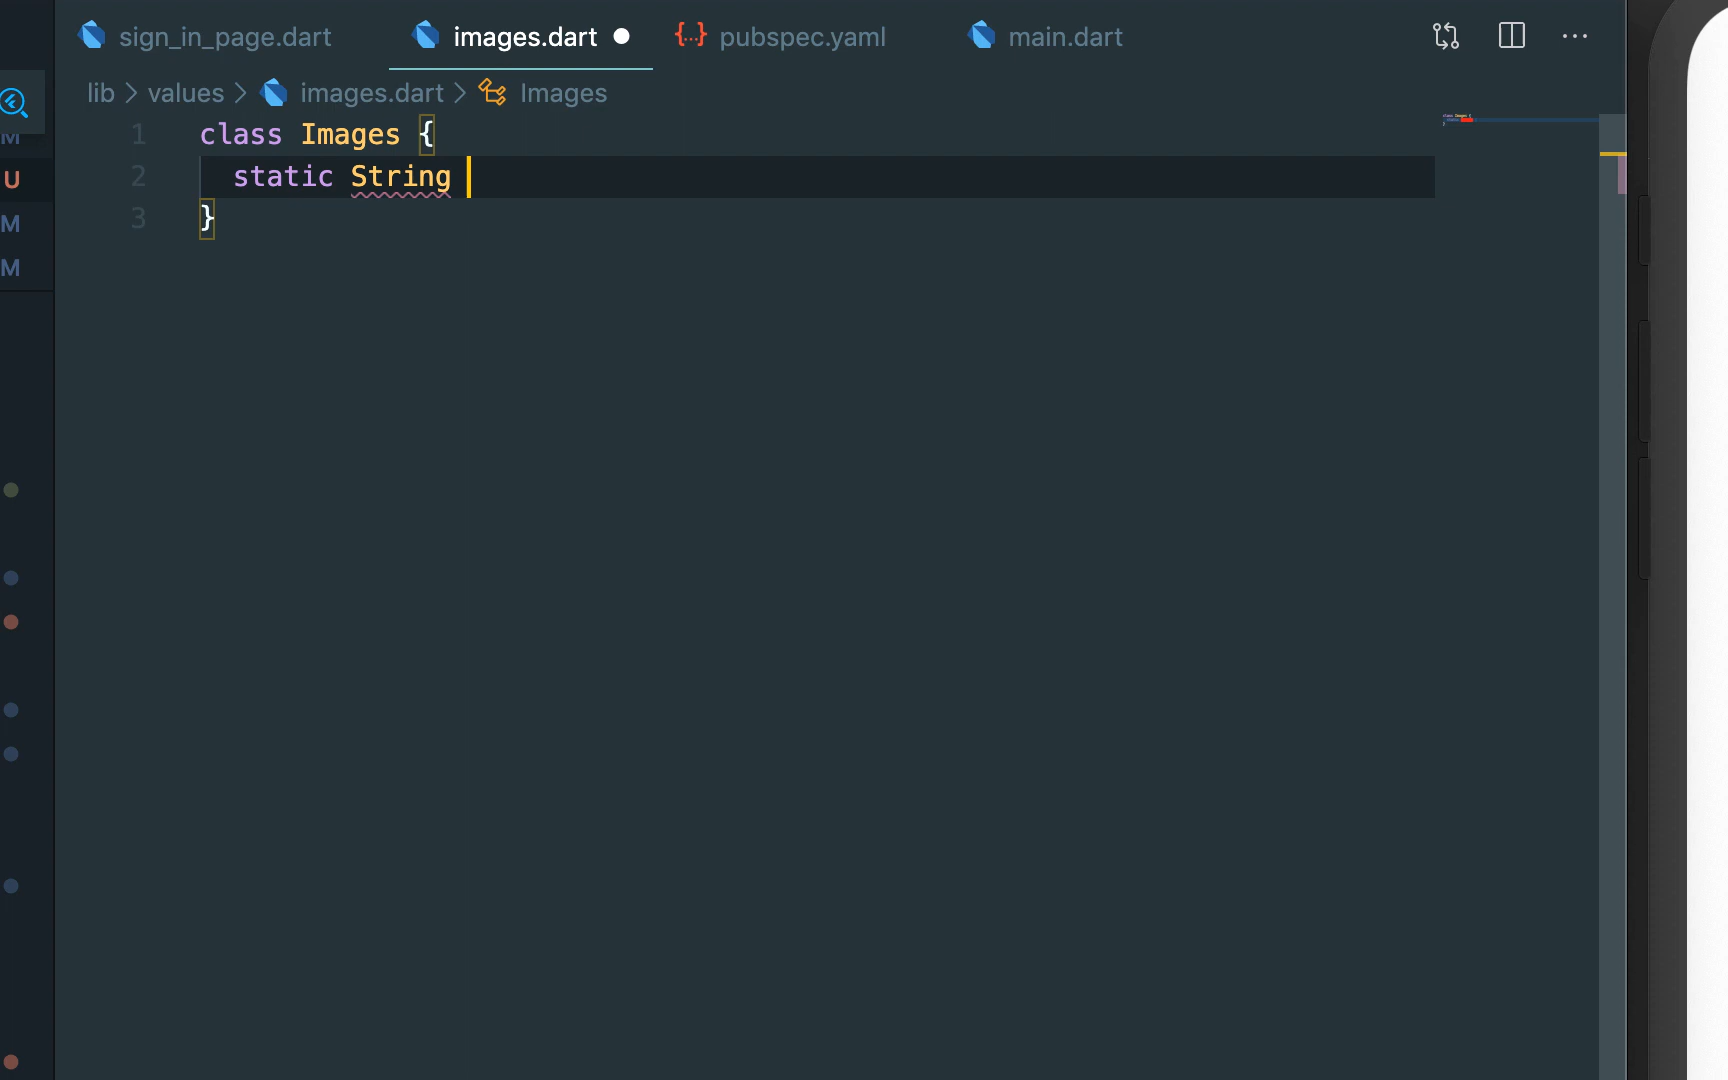 sign_in_page.dart images.dart pubspec.yaml main.dart
lib > values > images.dart > Images
M
U
M
M
1 class Images {
2 static String
3 }